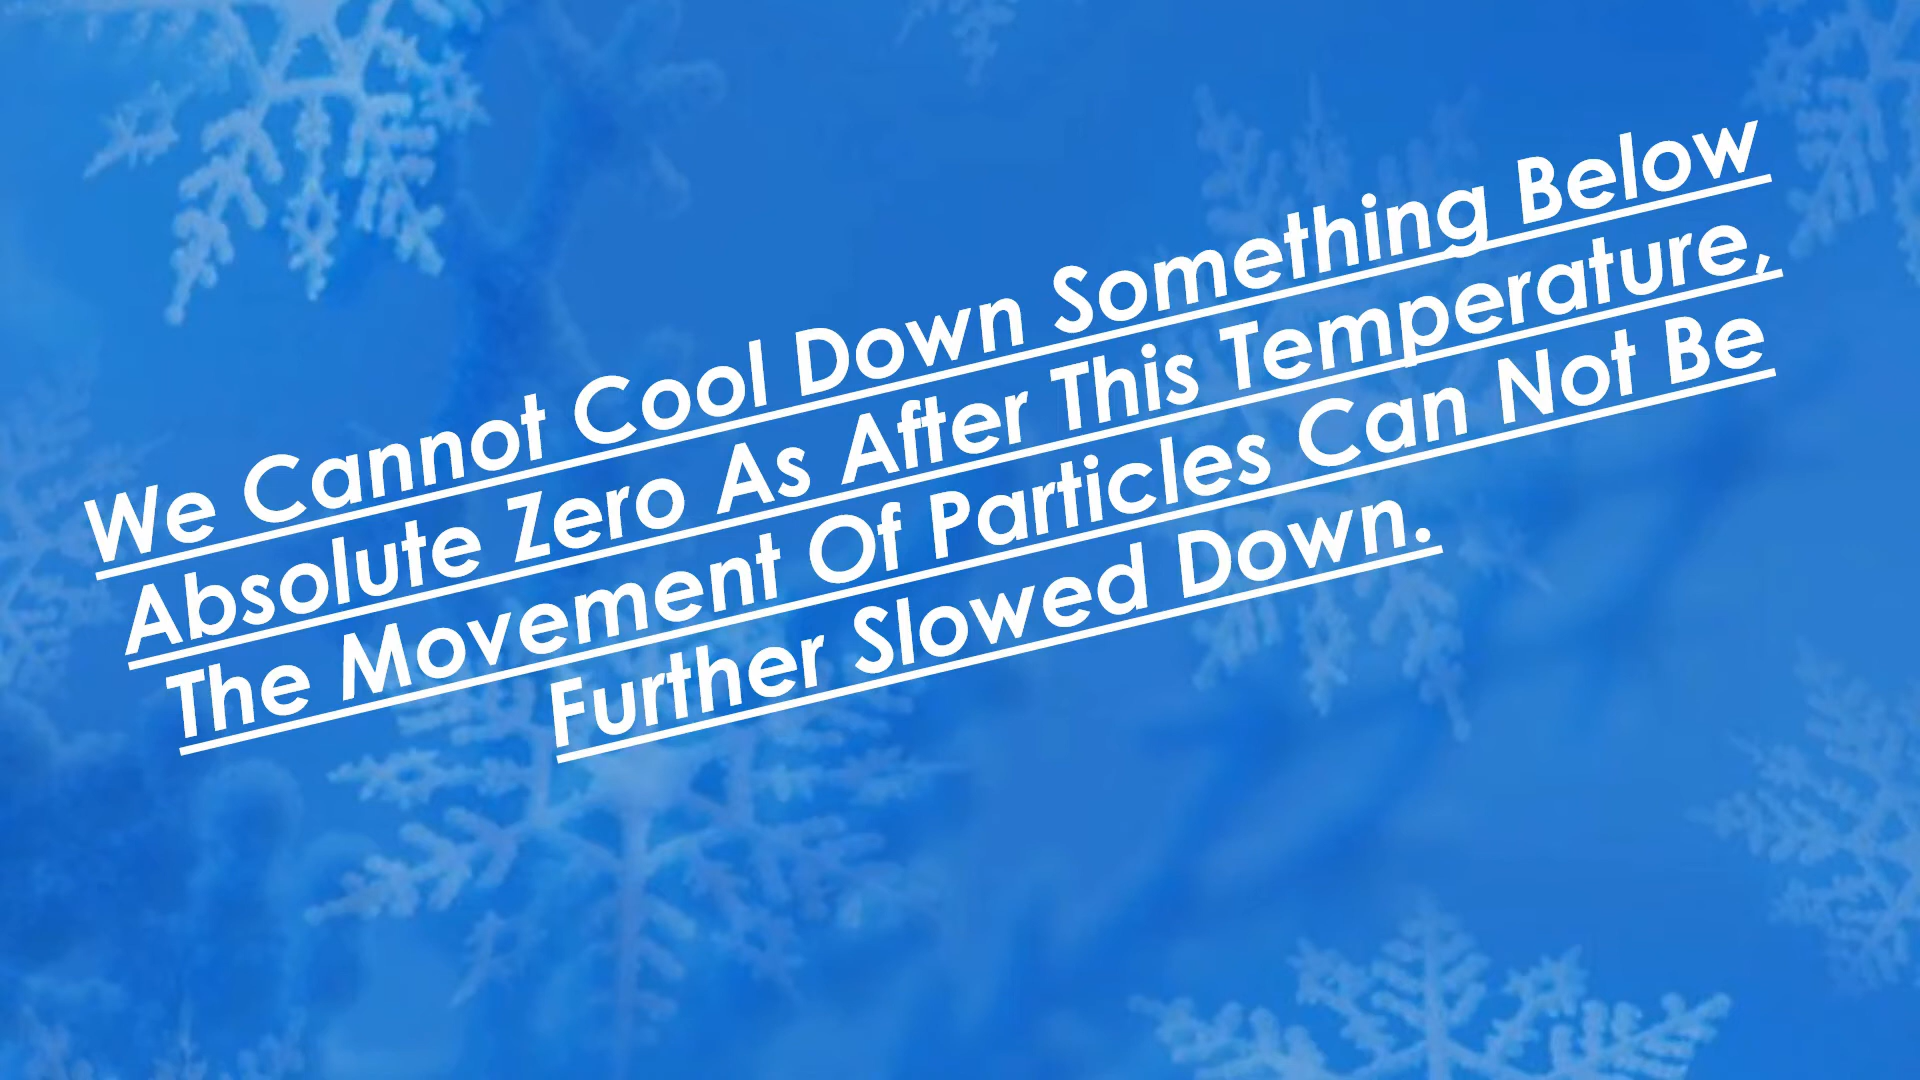 We Cannot Cool Down Something Below
Absolute Zero As After This Temperature,
The Movement Of Particles Can Not Be
Further Slowed Down.